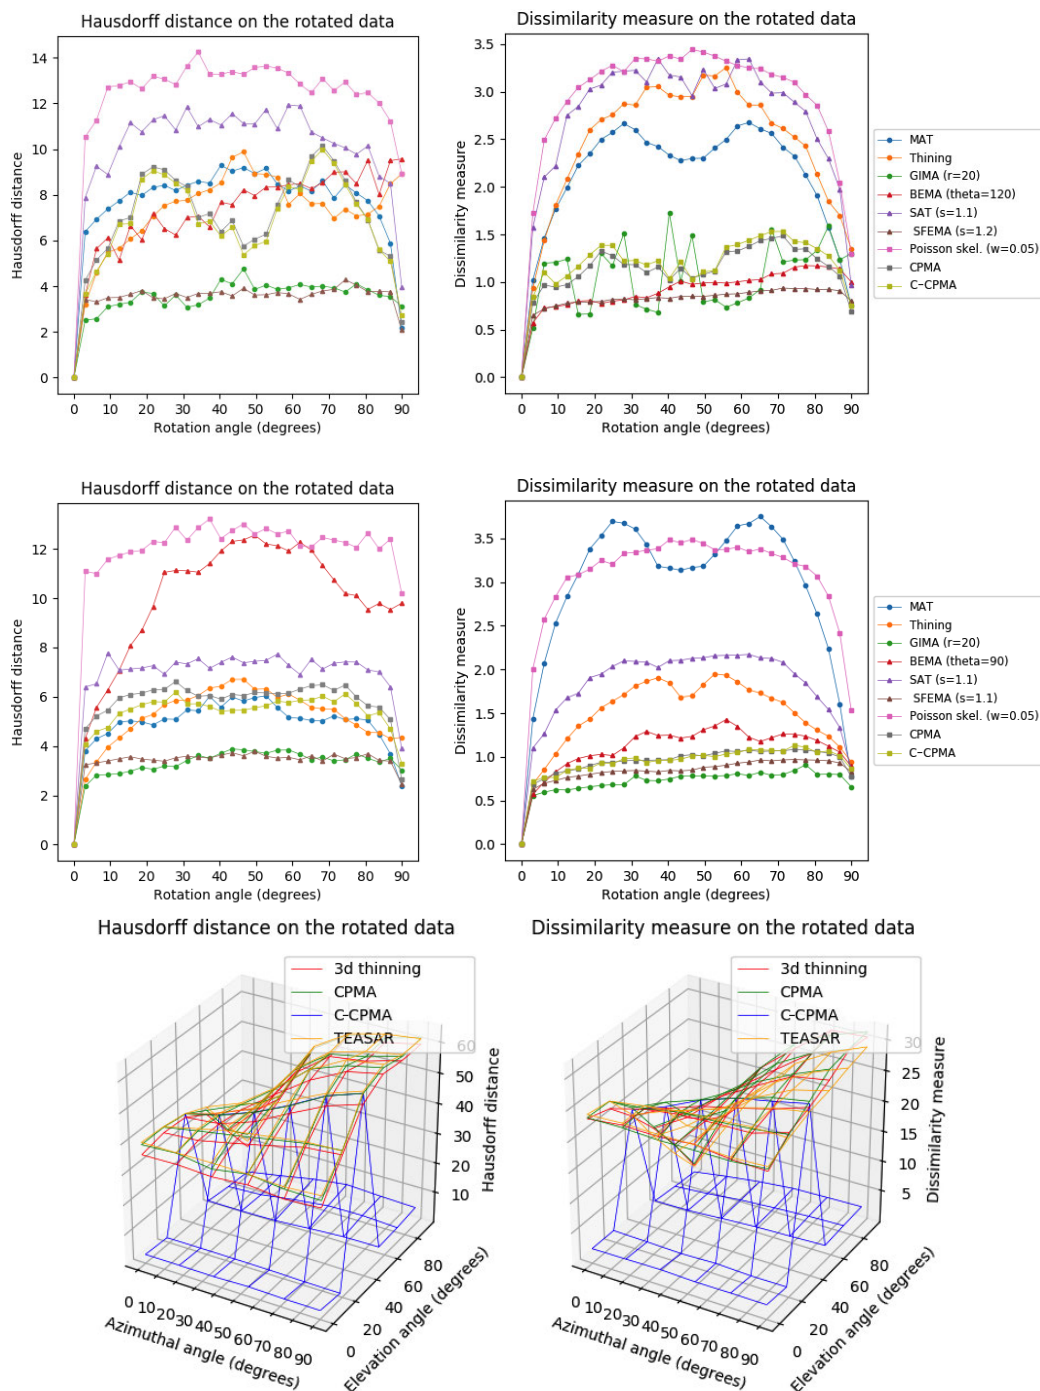 Hausdorff distance on the rotated data
Hausdorff distance
14
12
10
8
6
4
2
0
0 10 20 30 40 50 60 70 80 90
Rotation angle (degrees)
Dissimilarity measure on the rotated data
Dissimilarity measure
3.5
3.0
2.5
2.0
1.5
1.0
0.5
0.0
0 10 20 30 40 50 60 70 80 90
Rotation angle (degrees)
MAT
Thining
GIMA (r=20)
BEMA (theta=120)
SAT (s=1.1)
SFEMA (s=1.2)
Poisson skel. (w=0.05)
CPMA
C-CPMA
Hausdorff distance on the rotated data
Hausdorff distance
12
10
8
6
4
2
0
0 10 20 30 40 50 60 70 80 90
Rotation angle (degrees)
Dissimilarity measure on the rotated data
Dissimilarity measure
3.5
3.0
2.5
2.0
1.5
1.0
0.5
0.0
0 10 20 30 40 50 60 70 80 90
Rotation angle (degrees)
MAT
Thining
GIMA (r=20)
BEMA (theta=90)
SAT (s=1.1)
SFEMA (s=1.1)
Poisson skel. (w=0.05)
CPMA
C-CPMA
Hausdorff distance on the rotated data
3d thinning
CPMA
C-CPMA
TEASAR
60
50
40
30
20
10
Hausdorff distance
0 10 20 30 40 50 60 70 80 90
Azimuthal angle (degrees)
0 20 40 60 80
Elevation angle (degrees)
Dissimilarity measure on the rotated data
3d thinning
CPMA
C-CPMA
TEASAR
30
25
20
15
10
5
Dissimilarity measure
0 10 20 30 40 50 60 70 80 90
Azimuthal angle (degrees)
0 20 40 60 80
Elevation angle (degrees)